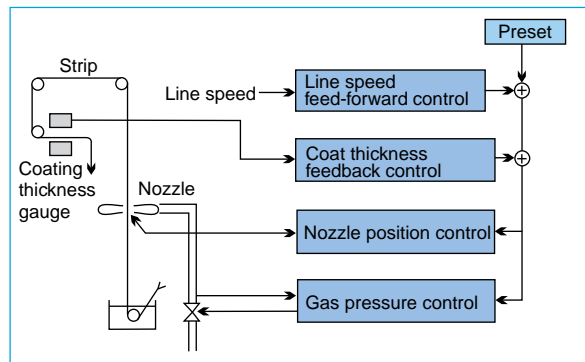 Preset
Strip
Line speed
Line speed
feed-forward control
Coat thickness
feedback control
Coating
thickness
gauge
Nozzle
Nozzle position control
Gas pressure control